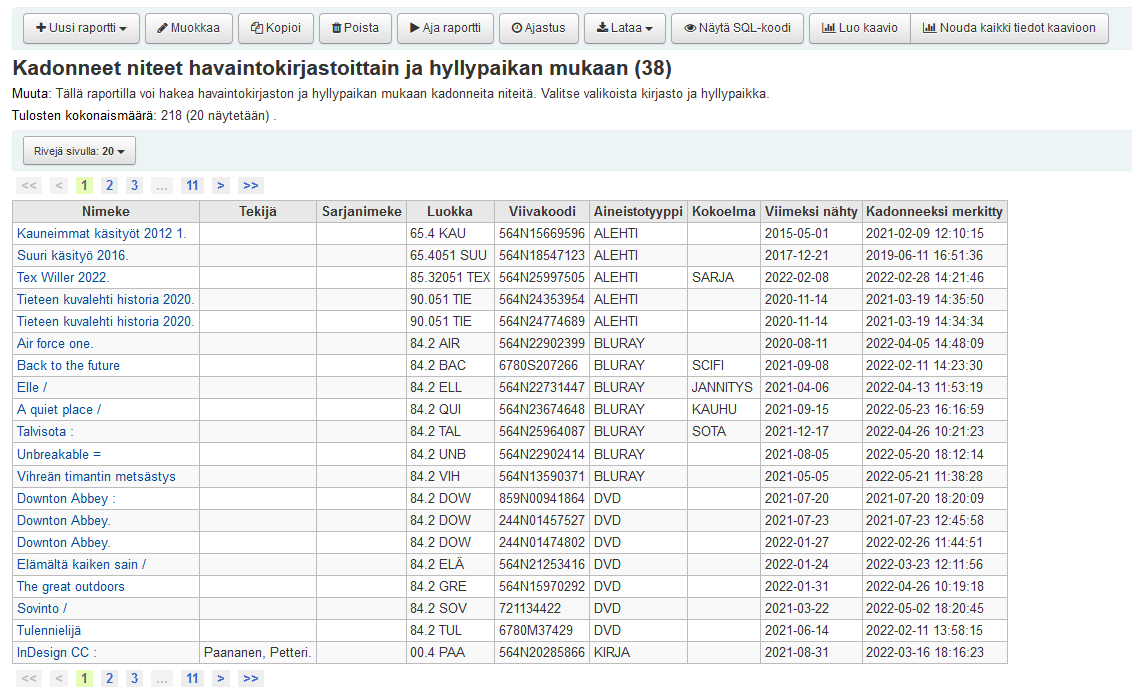 Uusi raportti Muokkaa Kopioi Poista Aja raportti Ajastus Lataa Näytä SQL-koodi Luo kaavio Nouda kaikki tiedot kaavioon
Kadonneet niteet havaintokirjastoittain ja hyllypaikan mukaan (38)
Muuta: Tällä raportilla voi hakea havaintokirjaston ja hyllypaikan mukaan kadonneita niteitä. Valitse valikoista kirjasto ja hyllypaikka.
Tulosten kokonaismäärä: 218 (20 näytetään) .
Rivejä sivulla: 20
<< < 1 2 3 ... 11 > >>
Nimeke Tekijä Sarjanimeke Luokka Viivakoodi Aineistotyyppi Kokoelma Viimeksi nähty Kadonneeksi merkitty
Kauneimmat käsityöt 2012 1. 65.4 KAU 564N15669596 ALEHTI 2015-05-01 2021-02-09 12:10:15
Suuri käsityö 2016. 65.4051 SUU 564N18547123 ALEHTI 2017-12-21 2019-06-11 16:51:36
Tex Willer 2022. 85.32051 TEX 564N25997505 ALEHTI SARJA 2022-02-08 2022-02-28 14:21:46
Tieteen kuvalehti historia 2020. 90.051 TIE 564N24353954 ALEHTI 2020-11-14 2021-03-19 14:35:50
Tieteen kuvalehti historia 2020. 90.051 TIE 564N24774689 ALEHTI 2020-11-14 2021-03-19 14:34:34
Air force one. 84.2 AIR 564N22902399 BLURAY 2020-08-11 2022-04-05 14:48:09
Back to the future 84.2 BAC 6780S207266 BLURAY SCIFI 2021-09-08 2022-02-11 14:23:30
Elle / 84.2 ELL 564N22731447 BLURAY JANNITYS 2021-04-06 2022-04-13 11:53:19
A quiet place / 84.2 QUI 564N23674648 BLURAY KAUHU 2021-09-15 2022-05-23 16:16:59
Talvisota : 84.2 TAL 564N25964087 BLURAY SOTA 2021-12-17 2022-04-26 10:21:23
Unbreakable = 84.2 UNB 564N22902414 BLURAY 2021-08-05 2022-05-20 18:12:14
Vihreän timantin metsästys 84.2 VIH 564N13590371 BLURAY 2021-05-05 2022-05-21 11:38:28
Downton Abbey : 84.2 DOW 859N00941864 DVD 2021-07-20 2021-07-20 18:20:09
Downton Abbey. 84.2 DOW 244N01457527 DVD 2021-07-23 2021-07-23 12:45:58
Downton Abbey. 84.2 DOW 244N01474802 DVD 2022-01-27 2022-02-26 11:44:51
Elämältä kaiken sain / 84.2 ELÄ 564N21253416 DVD 2022-01-24 2022-03-23 12:11:56
The great outdoors 84.2 GRE 564N15970292 DVD 2022-01-31 2022-04-26 10:19:18
Sovinto / 84.2 SOV 721134422 DVD 2021-03-22 2022-05-02 18:20:45
Tulennielijä 84.2 TUL 6780M37429 DVD 2021-06-14 2022-02-11 13:58:15
InDesign CC : Paananen, Petteri. 00.4 PAA 564N20285866 KIRJA 2021-08-31 2022-03-16 18:16:23
<< < 1 2 3 ... 11 > >>